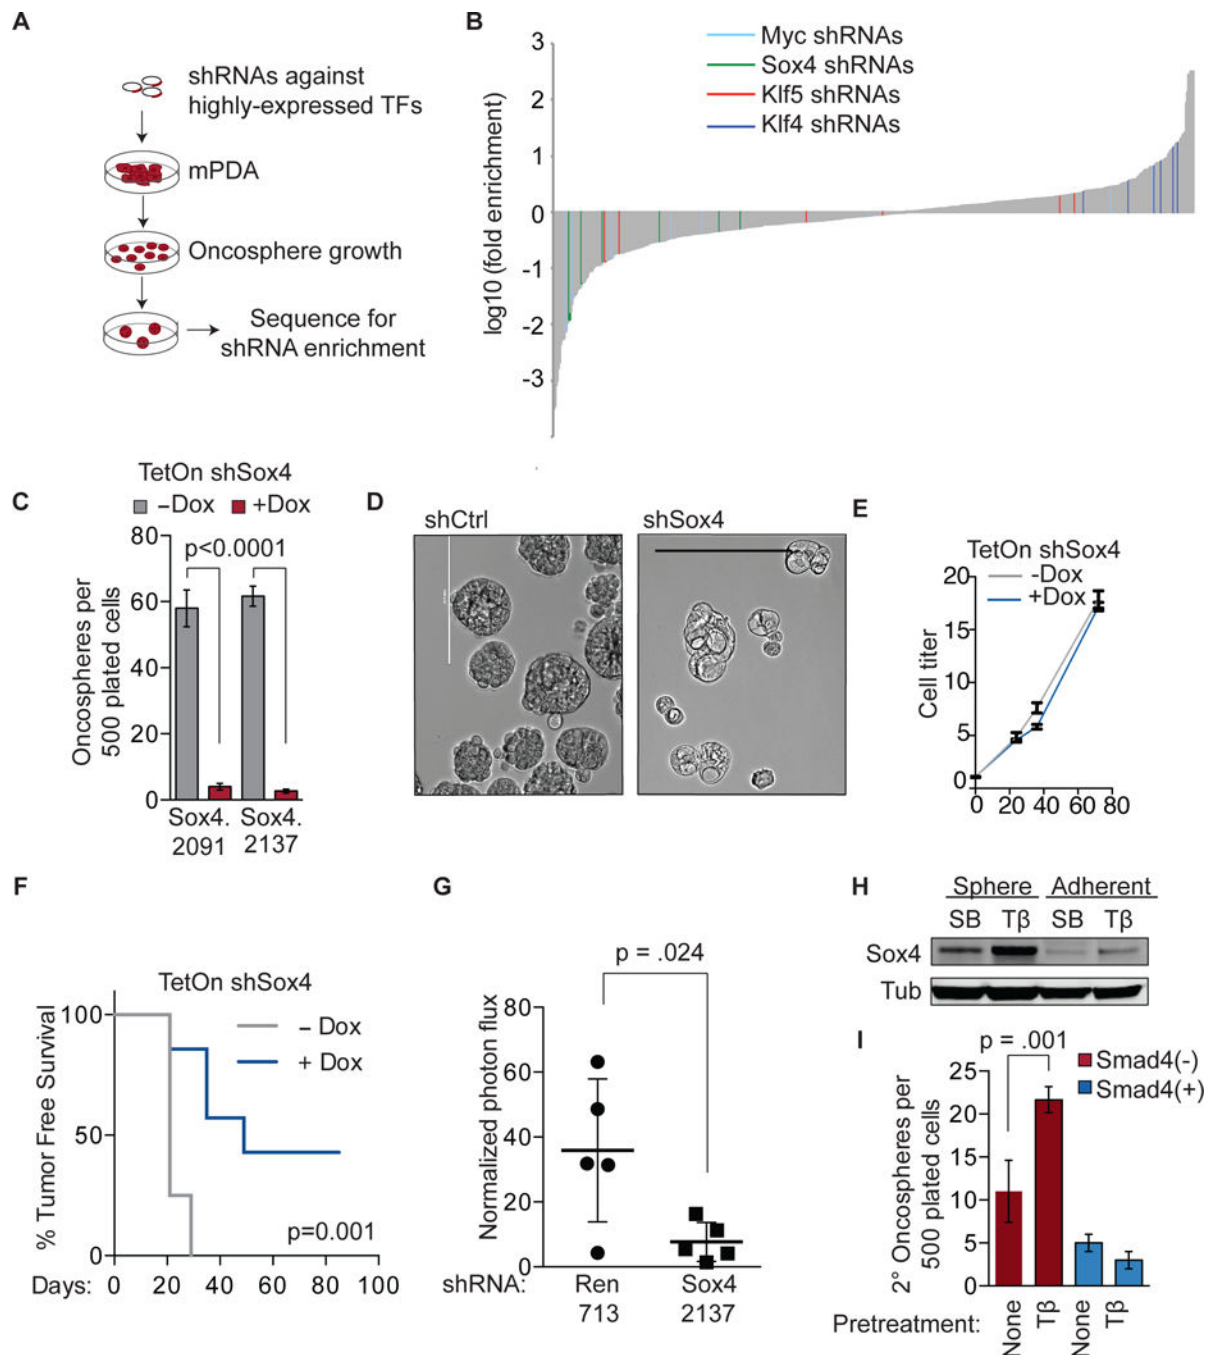 A
shRNAs against
highly-expressed TFs
mPDA
Oncosphere growth
Sequence for
shRNA enrichment
B
log10 (fold enrichment)
3
2
1
0
-1
-2
-3
Myc shRNAs
Sox4 shRNAs
Klf5 shRNAs
Klf4 shRNAs
C
TetOn shSox4
–Dox +Dox
p<0.0001
Oncospheres per
500 plated cells
80
60
40
20
0
Sox4. Sox4.
2091 2137
D
shCtrl shSox4
E
TetOn shSox4
-Dox
+Dox
Cell titer
20
15
10
5
0
0 20 40 60 80
F
TetOn shSox4
– Dox
+ Dox
% Tumor Free Survival
100
50
0
p=0.001
Days: 0 20 40 60 80 100
G
p = .024
Normalized photon flux
80
60
40
20
0
shRNA: Ren Sox4
713 2137
H
Sphere Adherent
SB Tβ SB Tβ
Sox4
Tub
I
p = .001
Smad4(-)
Smad4(+)
2° Oncospheres per
500 plated cells
25
20
15
10
5
0
Pretreatment: None Tβ None Tβ